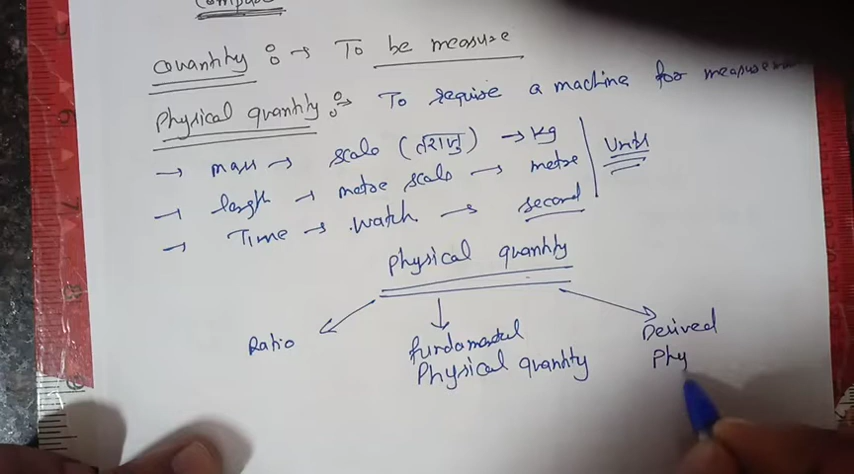 Compa
Quantity :→ To be measure
Physical quantity :→ To require a machine for measure
→ mass → scale (तराजु) → kg
→ length → metre scale → metre
→ Time → watch → second
Units
Physical quantity
Ratio
fundamental
Physical quantity
Derived
Phy